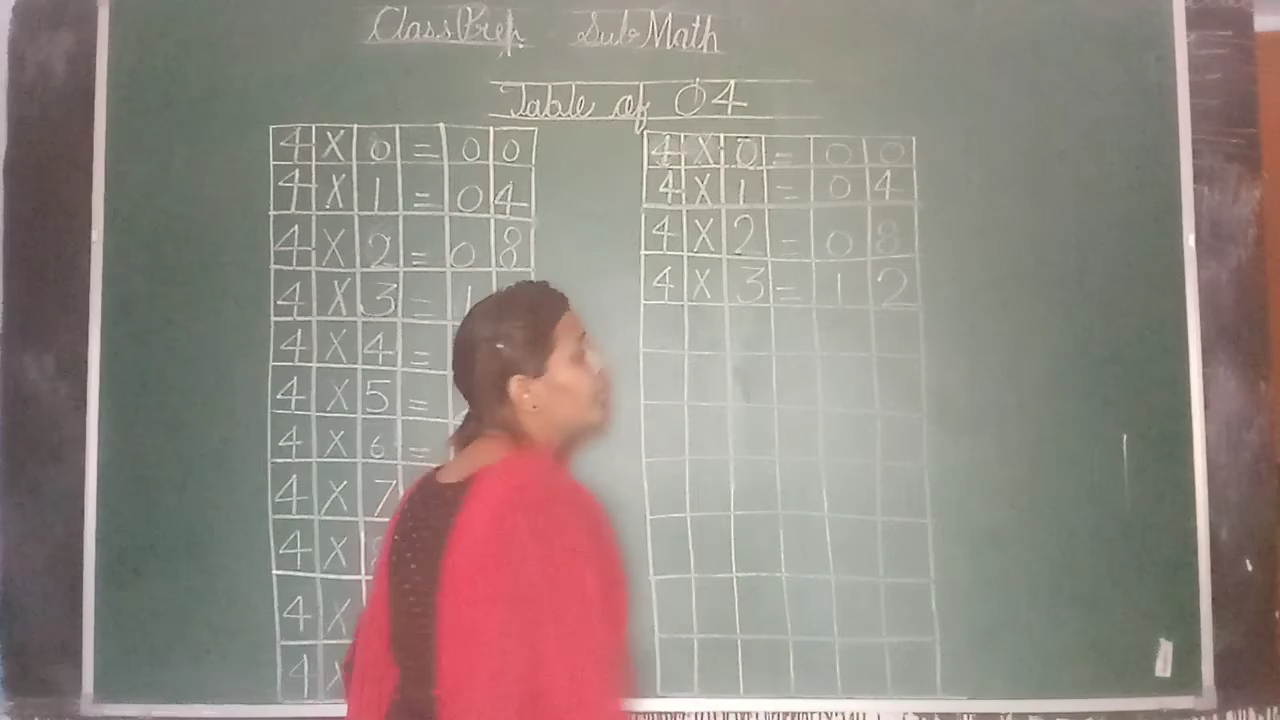 Class Prep. Sub Math
Table of 04
4 X 0 = 0 0
4 X 1 = 0 4
4 X 2 = 0 8
4 X 3 = 1
4 X 4 =
4 X 5 =
4 X 6 =
4 X 7
4 X
4 X
4 X
4 X 0 = 0 0
4 X 1 = 0 4
4 X 2 = 0 8
4 X 3 = 1 2